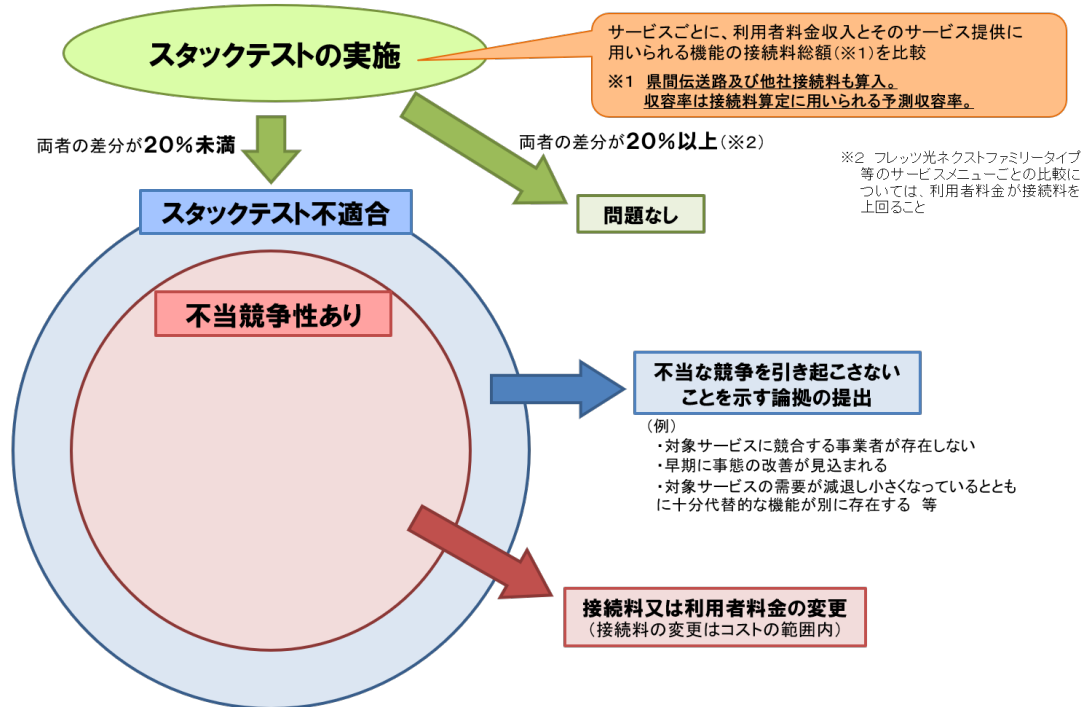 スタックテストの実施
サービスごとに、利用者料金収入とそのサービス提供に
用いられる機能の接続料総額(※1)を比較
※1 県間伝送路及び他社接続料も算入。
収容率は接続料算定に用いられる予測収容率。
両者の差分が20%未満
両者の差分が20%以上(※2)
※2 フレッツ光ネクストファミリータイプ
等のサービスメニューごとの比較に
ついては、利用者料金が接続料を
上回ること
スタックテスト不適合
問題なし
不当競争性あり
不当な競争を引き起こさない
ことを示す論拠の提出
(例)
・対象サービスに競合する事業者が存在しない
・早期に事態の改善が見込まれる
・対象サービスの需要が減退し小さくなっているととも
に十分代替的な機能が別に存在する 等
接続料又は利用者料金の変更
(接続料の変更はコストの範囲内)